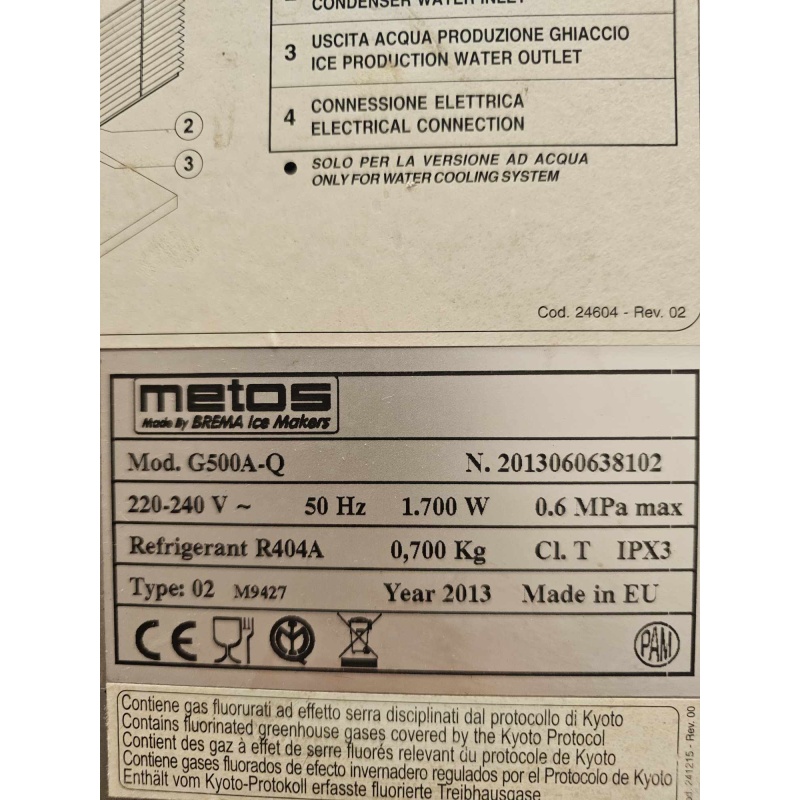 CONDENSER WATER INLET
3 USCITA ACQUA PRODUZIONE GHIACCIO
ICE PRODUCTION WATER OUTLET
4 CONNESSIONE ELETTRICA
ELECTRICAL CONNECTION
2
3
● SOLO PER LA VERSIONE AD ACQUA
ONLY FOR WATER COOLING SYSTEM
Cod. 24604 - Rev. 02
metos
Made By BREMA Ice Makers
Mod. G500A-Q N. 2013060638102
220-240 V ~ 50 Hz 1.700 W 0.6 MPa max
Refrigerant R404A 0,700 Kg Cl. T IPX3
Type: 02 M9427 Year 2013 Made in EU
CE PAM
Contiene gas fluorurati ad effetto serra disciplinati dal protocollo di Kyoto
Contains fluorinated greenhouse gases covered by the Kyoto Protocol
Contient des gaz à effet de serre fluorés relevant du protocole de Kyoto
Contiene gases fluorados de efecto invernadero regulados por el Protocolo de Kyoto
Enthält vom Kyoto-Protokoll erfasste fluorierte Treibhausgase
241215 - Rev. 00